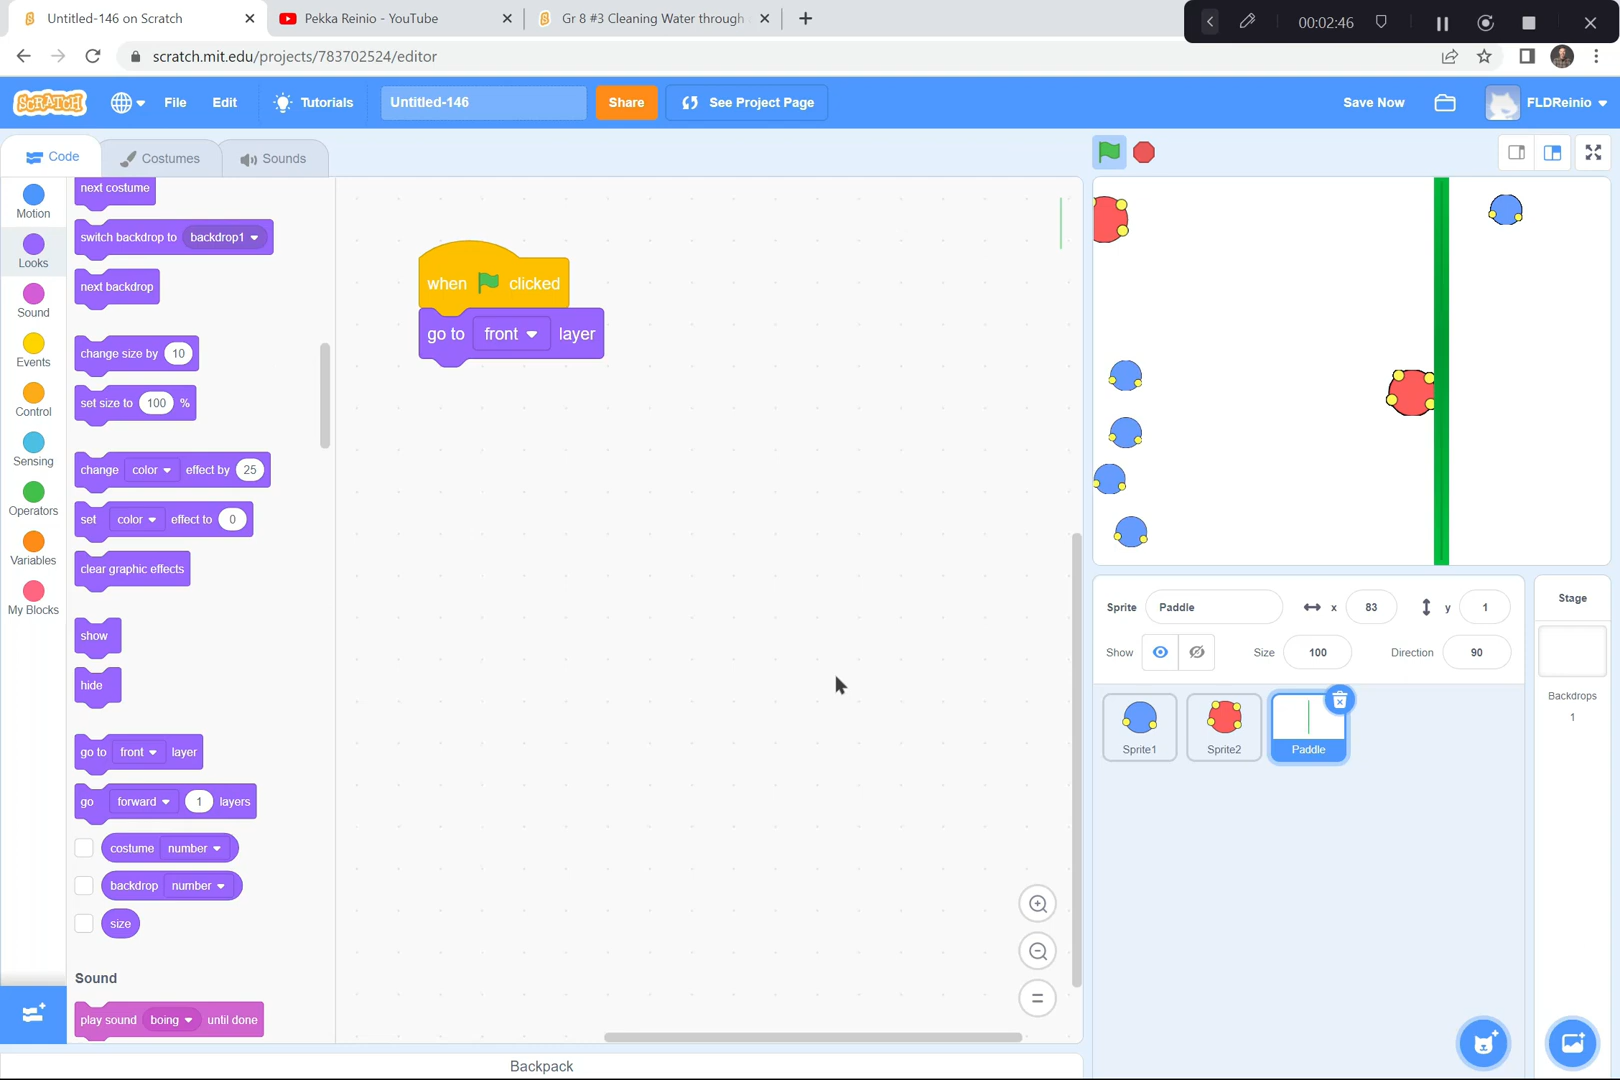 Untitled-146 on Scratch
Pekka Reinio - YouTube
Gr 8 #3 Cleaning Water through
00:02:46
scratch.mit.edu/projects/783702524/editor
SCRATCH
File
Edit
Tutorials
Untitled-146
Share
See Project Page
Save Now
FLDReinio
Code
Costumes
Sounds
Motion
Looks
Sound
Events
Control
Sensing
Operators
Variables
My Blocks
next costume
switch backdrop to backdrop1
next backdrop
change size by 10
set size to 100 %
change color effect by 25
set color effect to 0
clear graphic effects
show
hide
go to front layer
go forward 1 layers
costume number
backdrop number
size
Sound
play sound boing until done
when clicked
go to front layer
Backpack
Sprite Paddle x 83 y 1
Show Size 100 Direction 90
Sprite1
Sprite2
Paddle
Stage
Backdrops
1